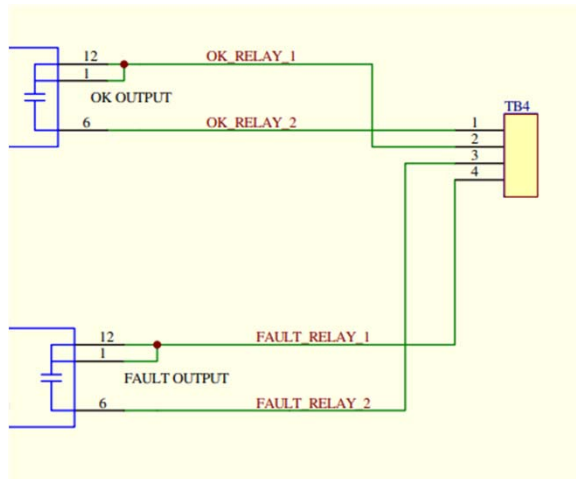 12 OK_RELAY_1
1
OK OUTPUT
TB4
6 OK_RELAY_2 1
2
3
4
12 FAULT_RELAY_1
1
FAULT OUTPUT
6 FAULT_RELAY_2